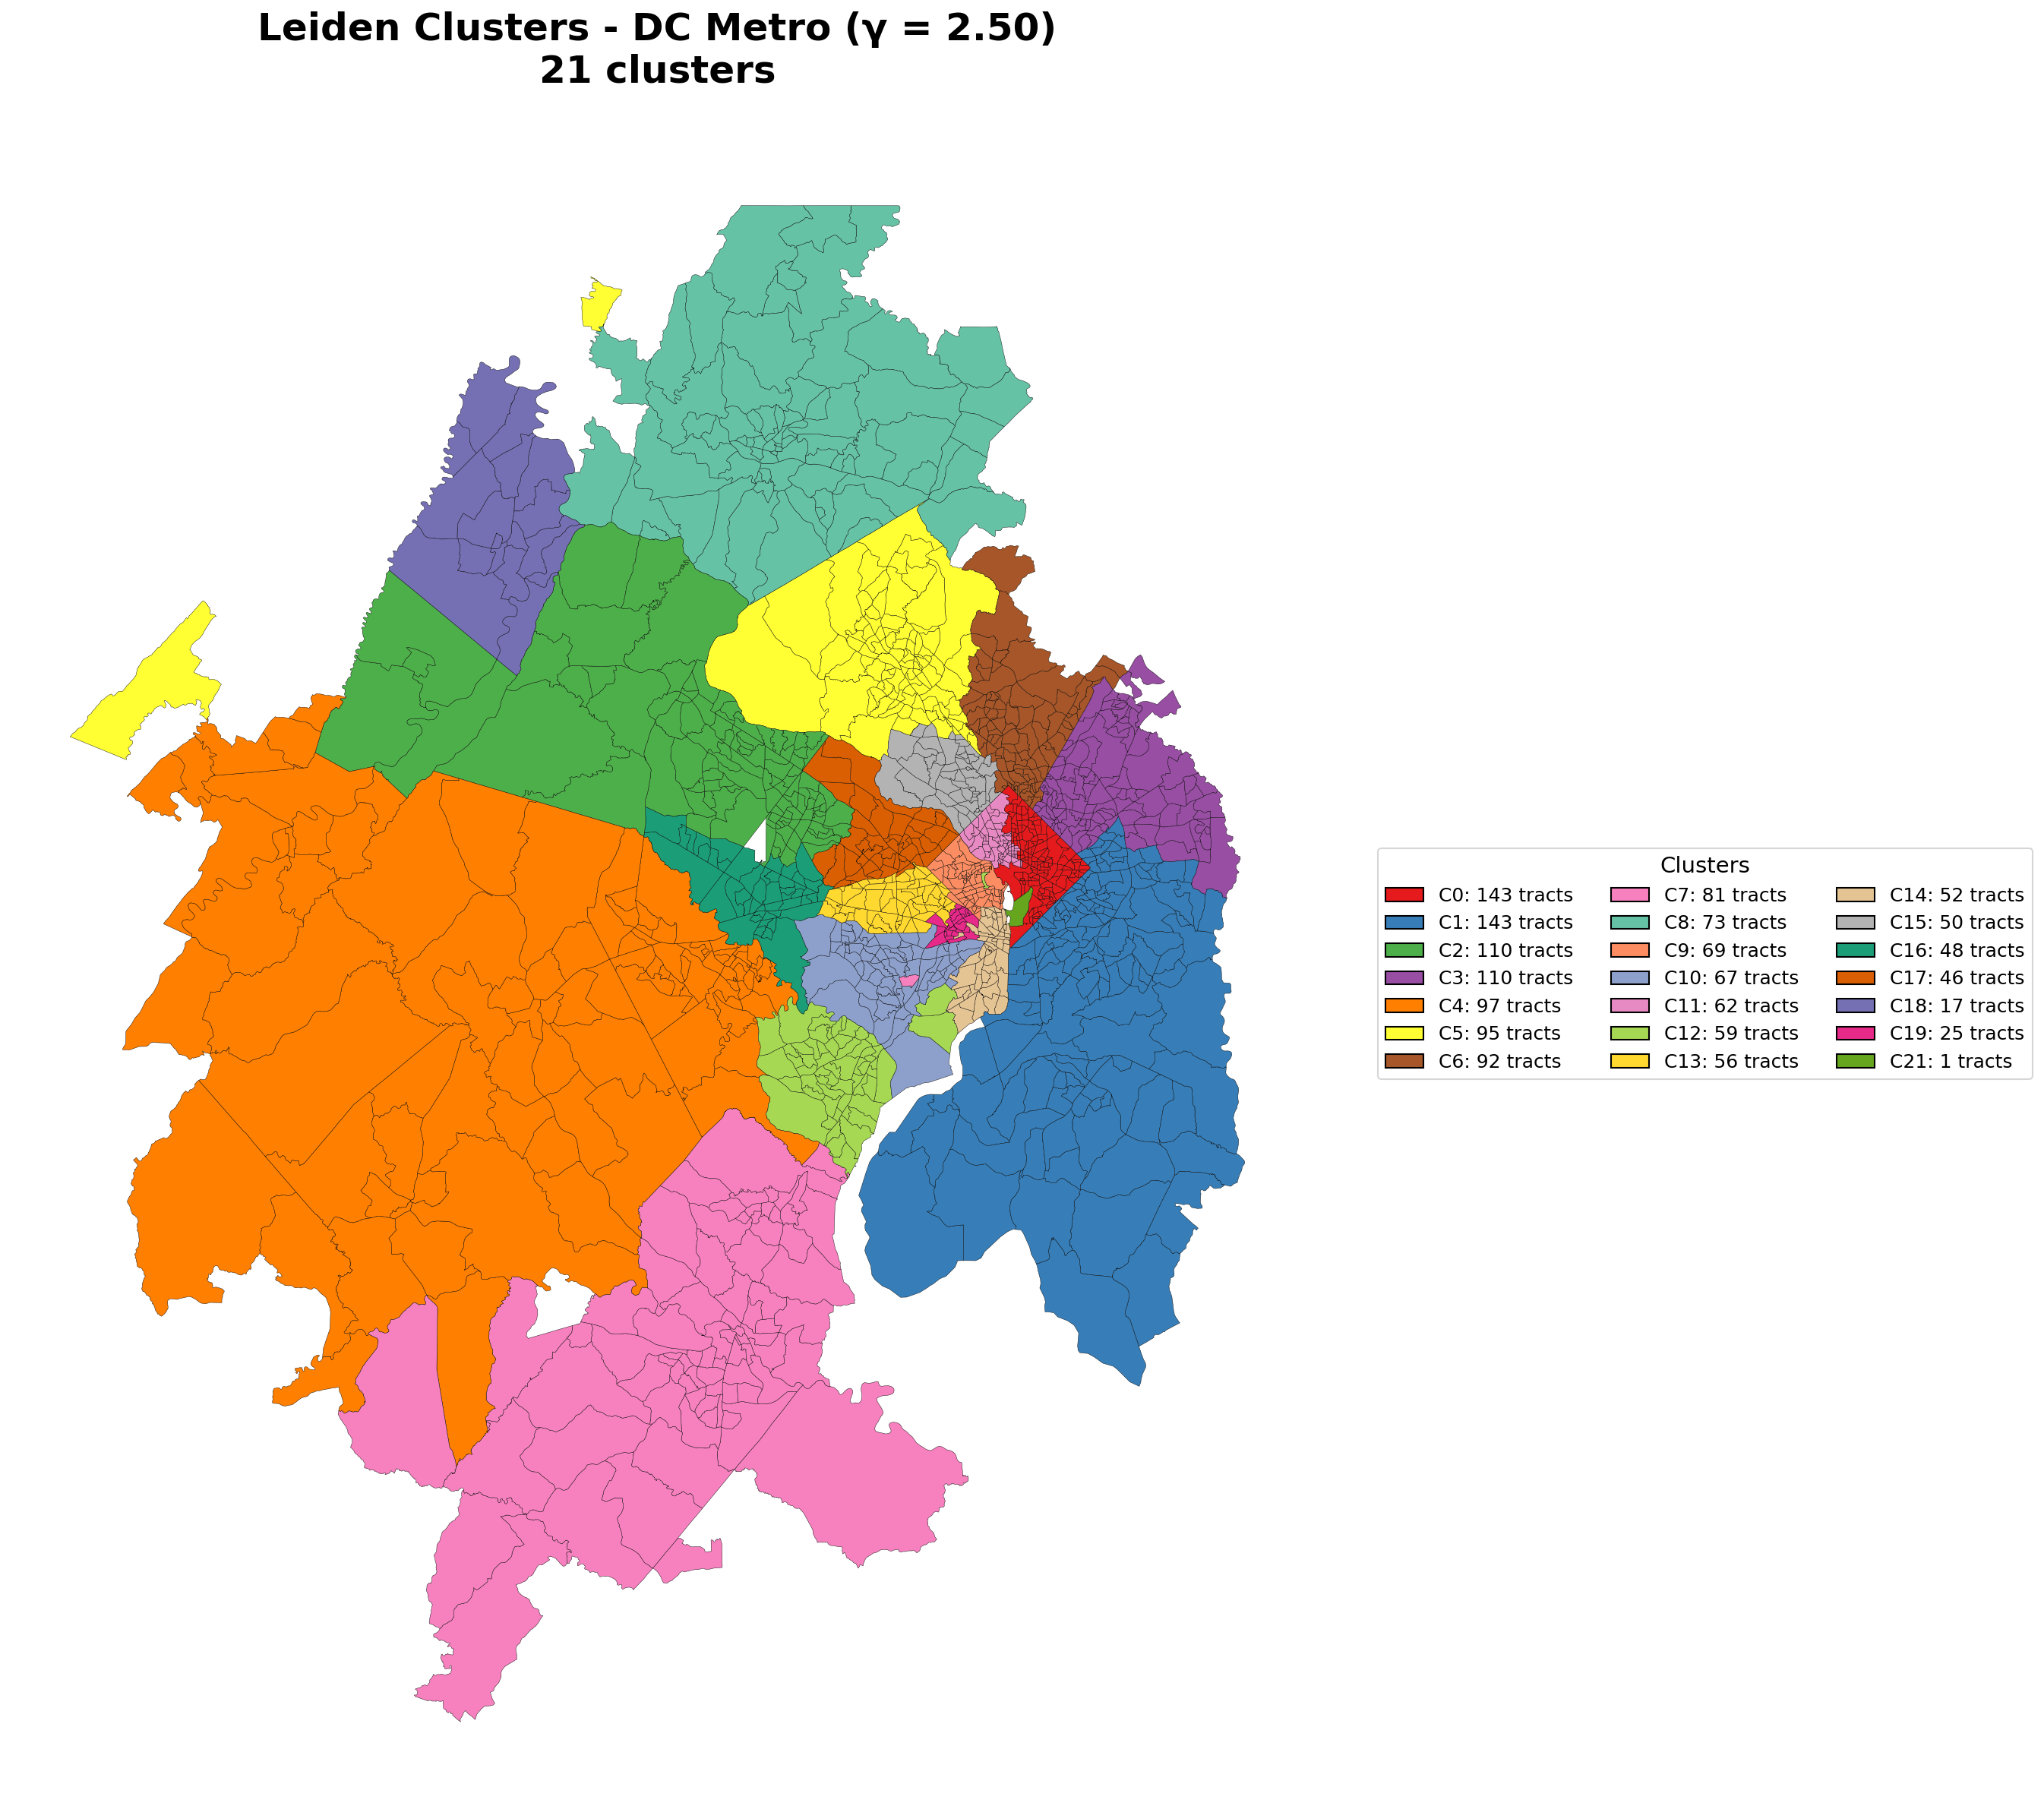 Leiden Clusters - DC Metro (γ = 2.50)
21 clusters
Clusters
C0: 143 tracts
C1: 143 tracts
C2: 110 tracts
C3: 110 tracts
C4: 97 tracts
C5: 95 tracts
C6: 92 tracts
C7: 81 tracts
C8: 73 tracts
C9: 69 tracts
C10: 67 tracts
C11: 62 tracts
C12: 59 tracts
C13: 56 tracts
C14: 52 tracts
C15: 50 tracts
C16: 48 tracts
C17: 46 tracts
C18: 17 tracts
C19: 25 tracts
C21: 1 tracts